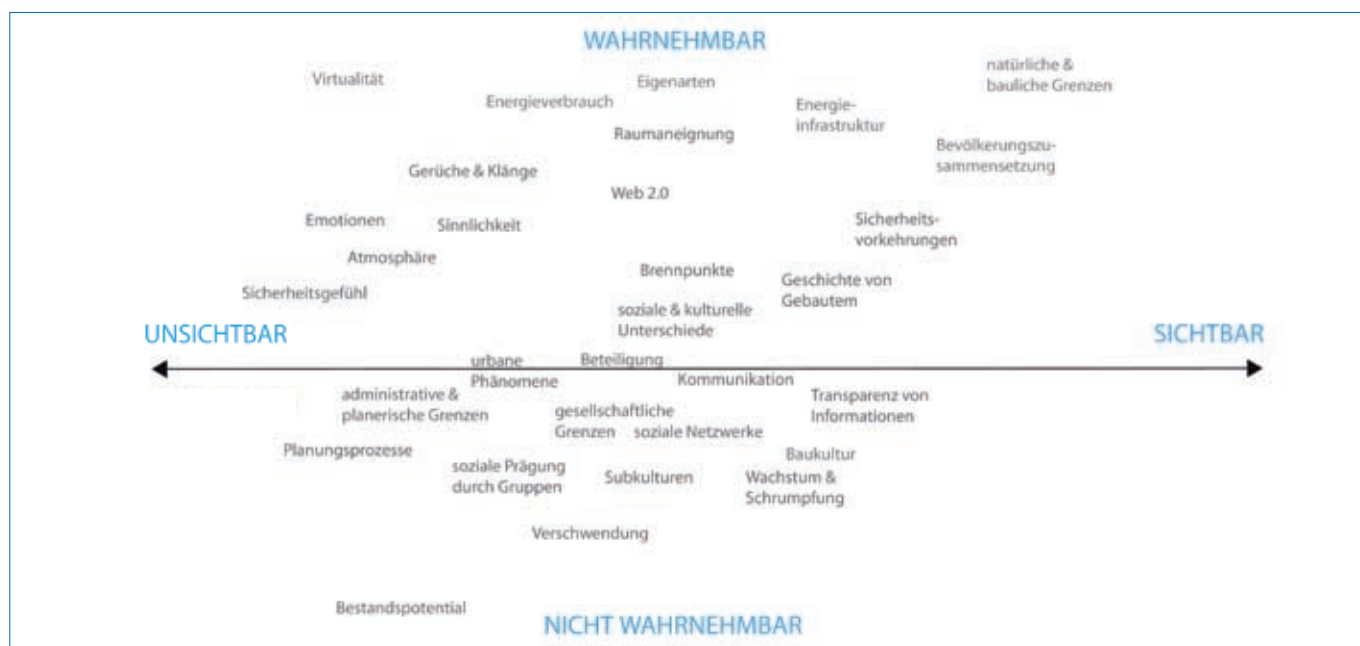 WAHRNEHMBAR
natürliche &
bauliche Grenzen
Virtualität
Eigenarten
Energieverbrauch
Energie-
infrastruktur
Raumaneignung
Bevölkerungszu-
sammensetzung
Gerüche & Klänge
Web 2.0
Emotionen
Sinnlichkeit
Sicherheits-
vorkehrungen
Atmosphäre
Brennpunkte
Geschichte von
Gebautem
Sicherheitsgefühl
soziale & kulturelle
Unterschiede
UNSICHTBAR
SICHTBAR
urbane
Phänomene
Beteiligung
Kommunikation
administrative &
planerische Grenzen
Transparenz von
Informationen
gesellschaftliche
Grenzen
soziale Netzwerke
Planungsprozesse
Baukultur
soziale Prägung
durch Gruppen
Subkulturen
Wachstum &
Schrumpfung
Verschwendung
Bestandspotential
NICHT WAHRNEHMBAR